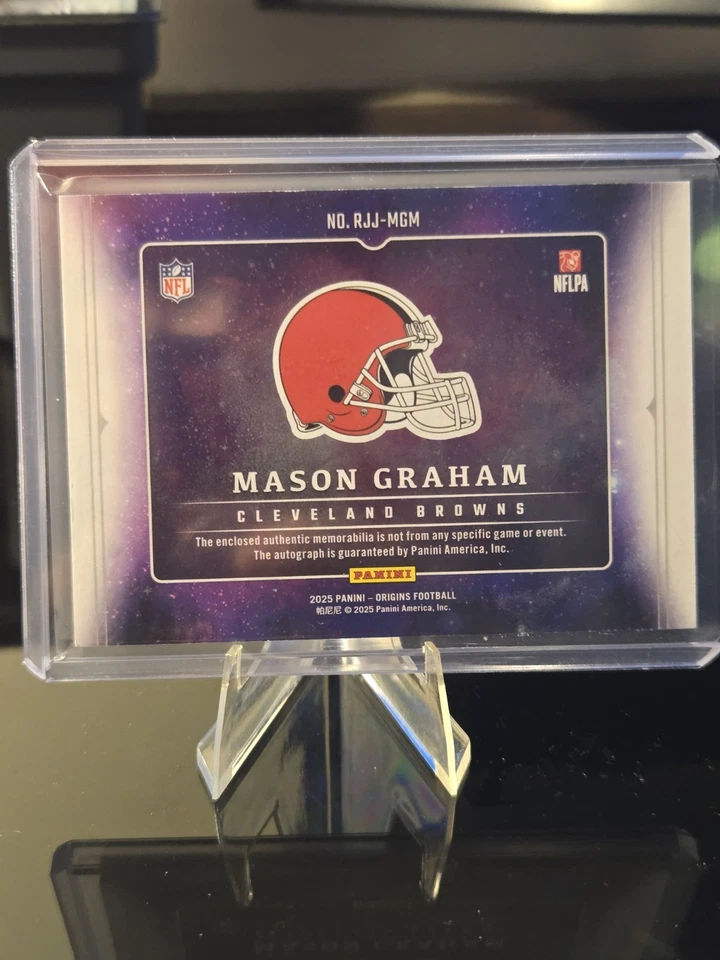 NO. RJJ-MGM
NFL
NFLPA
MASON GRAHAM
CLEVELAND BROWNS
The enclosed authentic memorabilia is not from any specific game or event.
The autograph is guaranteed by Panini America, Inc.
PANINI
2025 PANINI – ORIGINS FOOTBALL
帕尼尼 © 2025 Panini America, Inc.